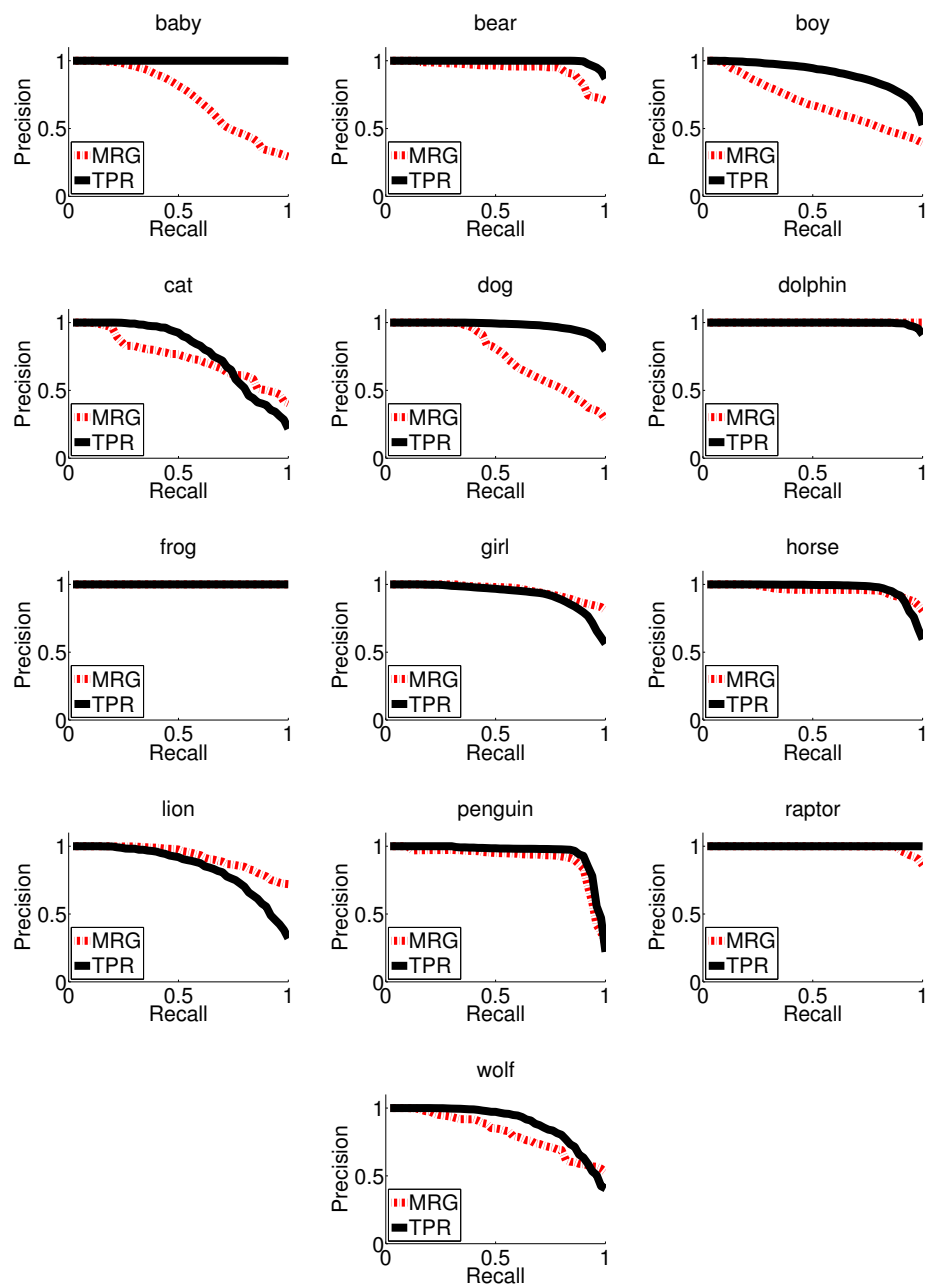 baby
1
0.5
0
Precision
MRG
TPR
0 0.5 1
Recall
bear
1
0.5
0
Precision
MRG
TPR
0 0.5 1
Recall
boy
1
0.5
0
Precision
MRG
TPR
0 0.5 1
Recall
cat
1
0.5
0
Precision
MRG
TPR
0 0.5 1
Recall
dog
1
0.5
0
Precision
MRG
TPR
0 0.5 1
Recall
dolphin
1
0.5
0
Precision
MRG
TPR
0 0.5 1
Recall
frog
1
0.5
0
Precision
MRG
TPR
0 0.5 1
Recall
girl
1
0.5
0
Precision
MRG
TPR
0 0.5 1
Recall
horse
1
0.5
0
Precision
MRG
TPR
0 0.5 1
Recall
lion
1
0.5
0
Precision
MRG
TPR
0 0.5 1
Recall
penguin
1
0.5
0
Precision
MRG
TPR
0 0.5 1
Recall
raptor
1
0.5
0
Precision
MRG
TPR
0 0.5 1
Recall
wolf
1
0.5
0
Precision
MRG
TPR
0 0.5 1
Recall